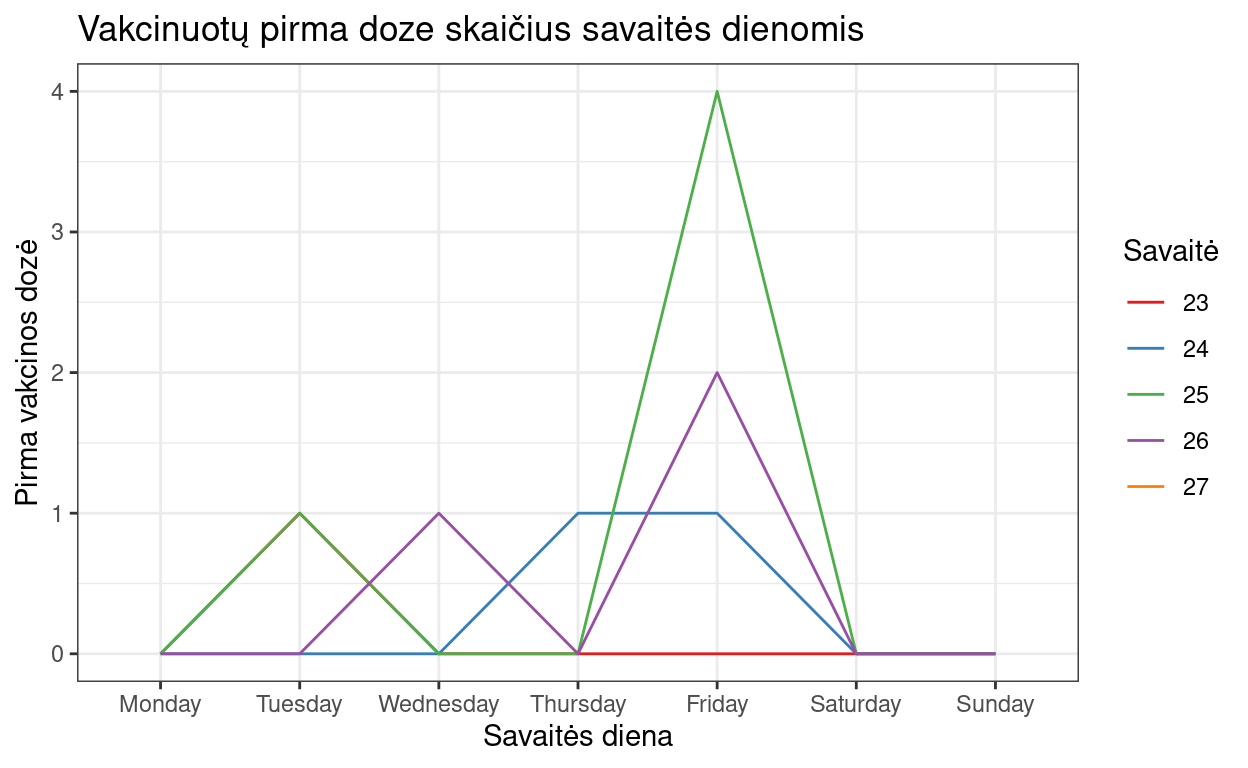 Vakcinuotų pirma doze skaičius savaitės dienomis
Pirma vakcinos dozė
4
3
2
1
0
Monday Tuesday Wednesday Thursday Friday Saturday Sunday
Savaitės diena
Savaitė
23
24
25
26
27